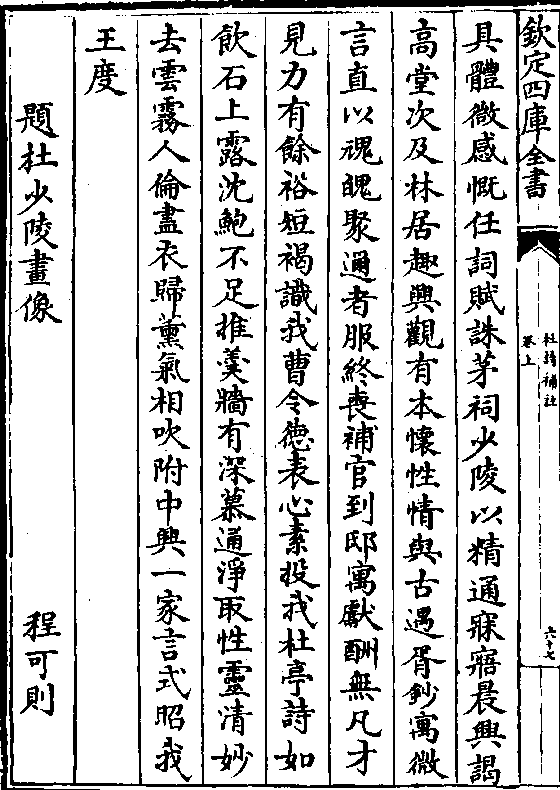 欽定四庫全書
杜詩補註
卷上
六十七
具體微感慨任詞賦誅茅祠少陵以精通寐寤晨興謁
高堂次及林居趣興觀有本懷性情與古遇胥鈔寓微
言直以魂魄聚通者服終喪補官到邸寓獻酬無凡才
見力有餘裕短褐識我曹令德表心素投我杜亭詩如
飲石上露沈鮑不足推羹牆有深慕通淨取性靈清妙
去雲霧人倫盡衣歸薰氣相吹附中興一家言式昭我
王度
題杜少陵畫像
程可則